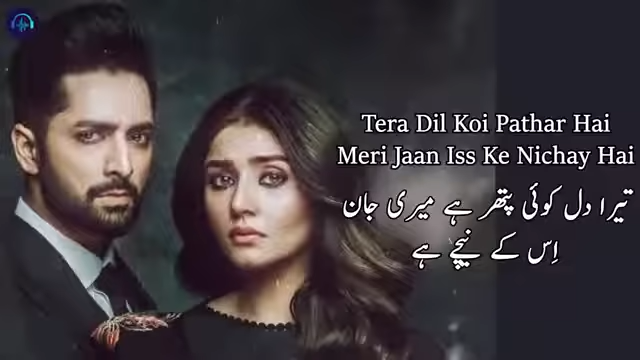 Tera Dil Koi Pathar Hai
Meri Jaan Iss Ke Nichay Hai
تیرا دل کوئی پتھر ہے میری جان
اِس کے نیچے ہے